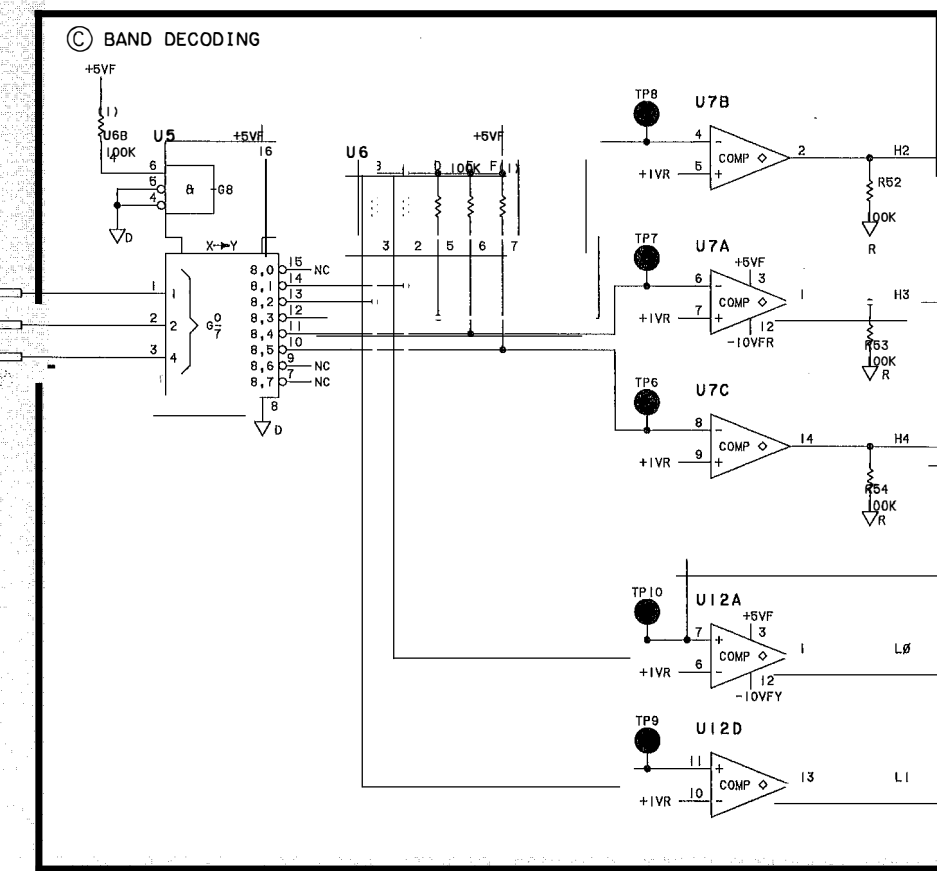 Ⓒ BAND DECODING
+5VF
(1)
U6B
100K
4
U5
+5VF
16
6
5
4
&
G8
D
X→Y
1
2
3
1
2
4
G 0/7
8,0
8,1
8,2
8,3
8,4
8,5
8,6
8,7
15
14
13
12
11
10
9
7
NC
NC
NC
8
D
U6
+5VF
D
E
F
100K
(1)
3
2
5
6
7
TP8
U7B
4
-
COMP ◇
2
H2
+1VR
5
+
R52
100K
R
TP7
U7A
+5VF
3
6
-
COMP ◇
1
H3
+1VR
7
+
12
-10VFR
R53
100K
R
TP6
U7C
8
-
COMP ◇
14
H4
+1VR
9
+
R54
100K
R
TP10
U12A
+5VF
3
7
+
COMP ◇
1
LØ
+1VR
6
-
12
-10VFY
TP9
U12D
11
+
COMP ◇
13
L1
+1VR
10
-